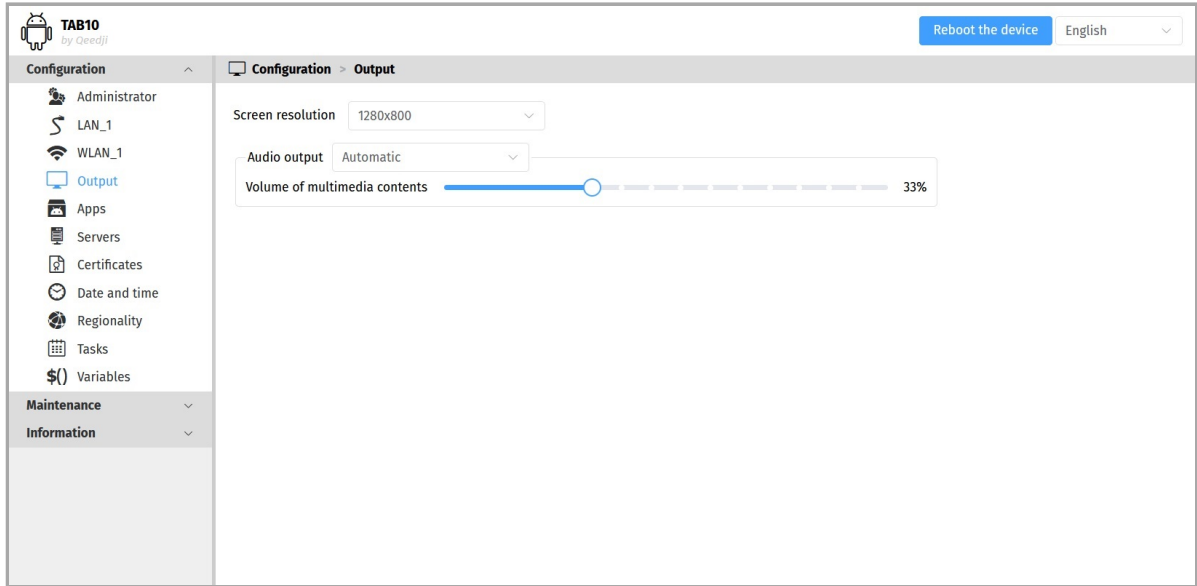 TAB10
by Qeedji
Reboot the device
English
Configuration
Configuration > Output
Administrator
LAN_1
WLAN_1
Output
Apps
Servers
Certificates
Date and time
Regionality
Tasks
$() Variables
Maintenance
Information
Screen resolution 1280x800
Audio output Automatic
Volume of multimedia contents 33%